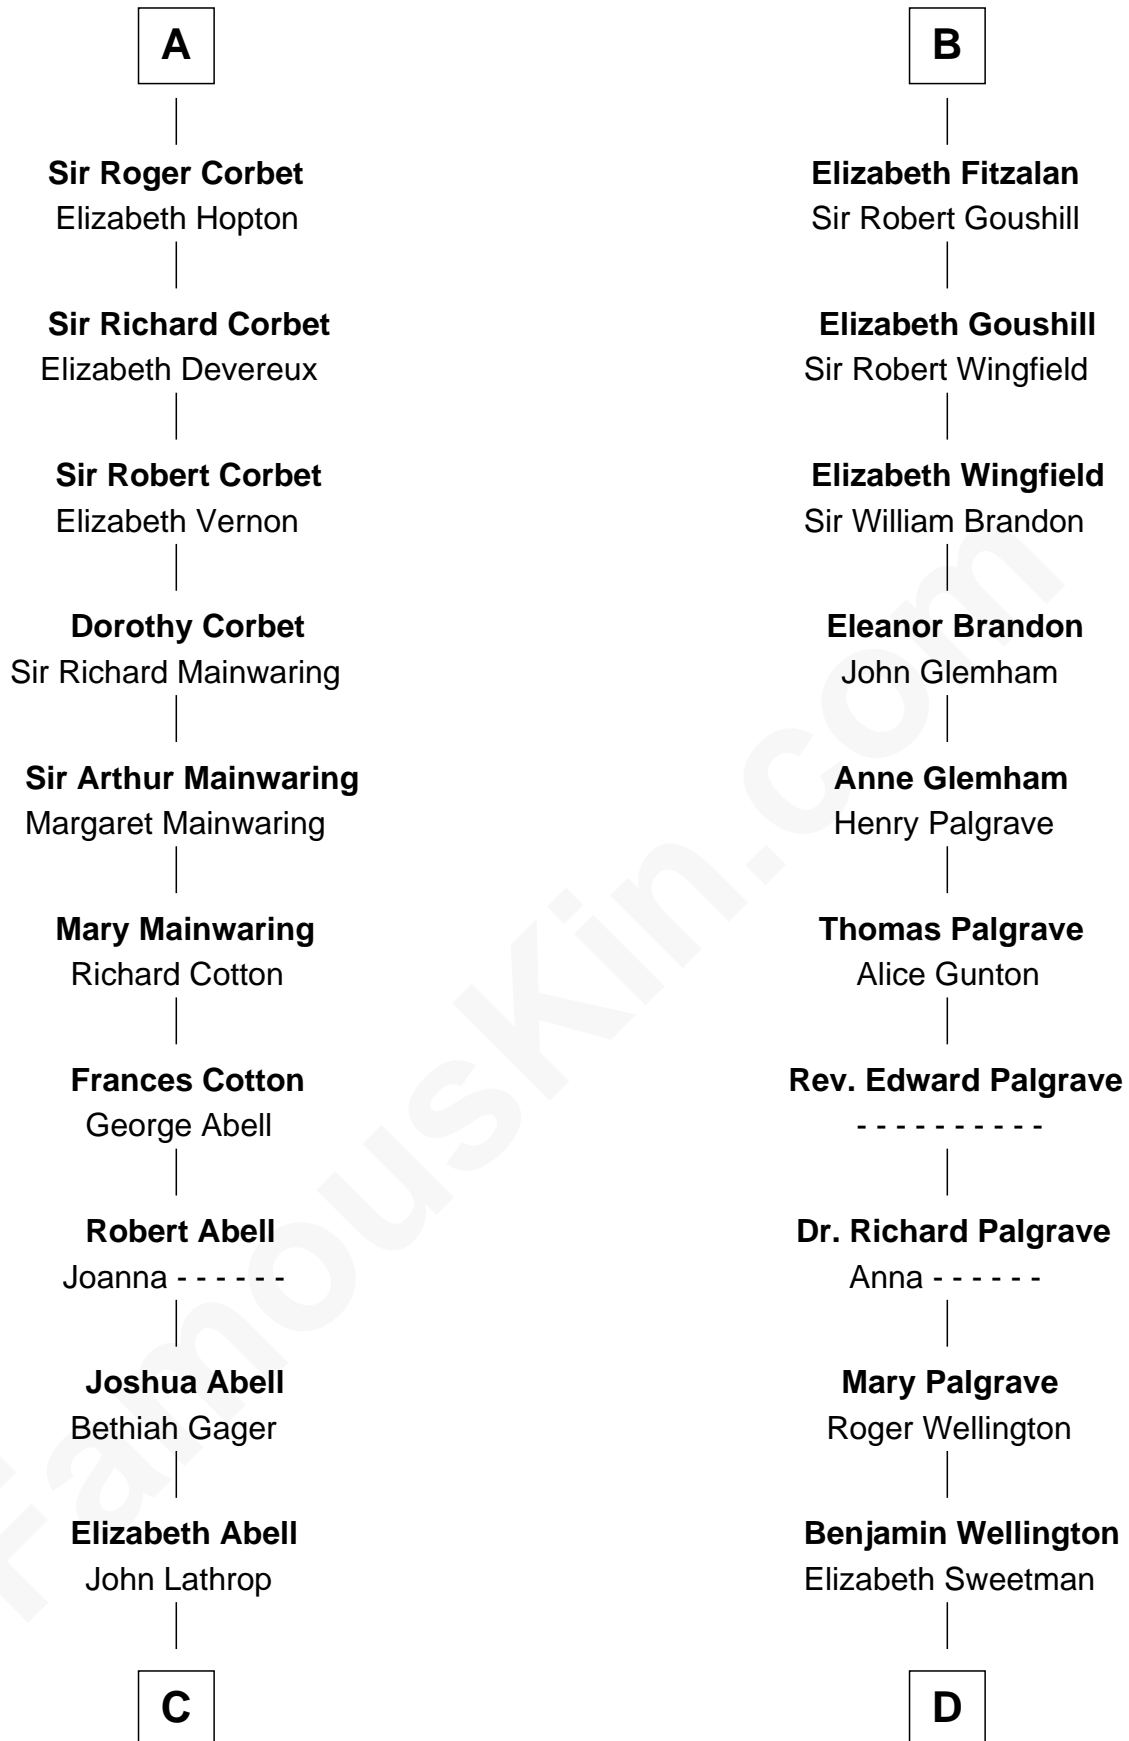 A
Sir Roger Corbet
Elizabeth Hopton
Sir Richard Corbet
Elizabeth Devereux
Sir Robert Corbet
Elizabeth Vernon
Dorothy Corbet
Sir Richard Mainwaring
Sir Arthur Mainwaring
Margaret Mainwaring
Mary Mainwaring
Richard Cotton
Frances Cotton
George Abell
Robert Abell
Joanna - - - - - -
Joshua Abell
Bethiah Gager
Elizabeth Abell
John Lathrop
C
B
Elizabeth Fitzalan
Sir Robert Goushill
Elizabeth Goushill
Sir Robert Wingfield
Elizabeth Wingfield
Sir William Brandon
Eleanor Brandon
John Glemham
Anne Glemham
Henry Palgrave
Thomas Palgrave
Alice Gunton
Rev. Edward Palgrave
- - - - - - - - - -
Dr. Richard Palgrave
Anna - - - - - -
Mary Palgrave
Roger Wellington
Benjamin Wellington
Elizabeth Sweetman
D
FamousKin.com